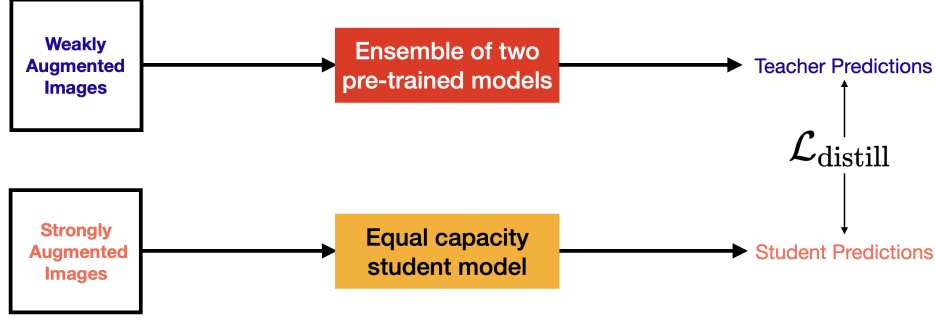 Weakly
Augmented
Images
Ensemble of two
pre-trained models
Teacher Predictions
ℒdistill
Strongly
Augmented
Images
Equal capacity
student model
Student Predictions